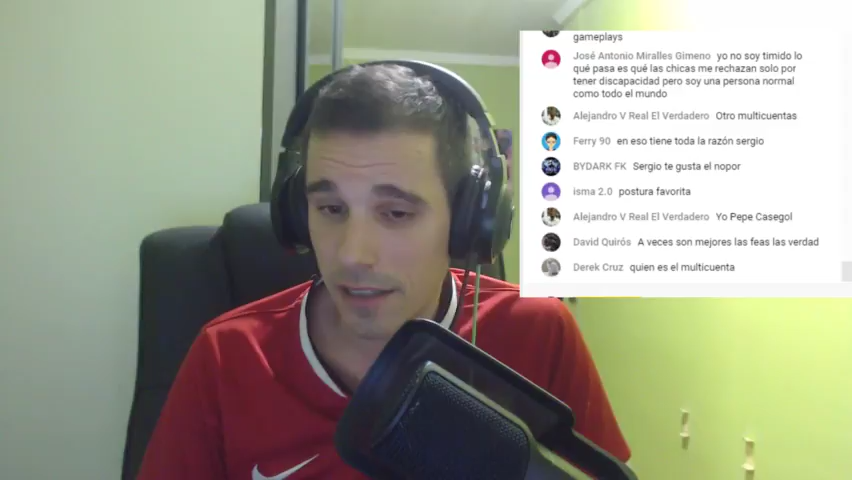 gameplays
José Antonio Miralles Gimeno yo no soy timido lo
qué pasa es qué las chicas me rechazan solo por
tener discapacidad pero soy una persona normal
como todo el mundo
Alejandro V Real El Verdadero Otro multicuentas
Ferry 90 en eso tiene toda la razón sergio
BYDARK FK Sergio te gusta el nopor
isma 2.0 postura favorita
Alejandro V Real El Verdadero Yo Pepe Casegol
David Quirós A veces son mejores las feas las verdad
Derek Cruz quien es el multicuenta